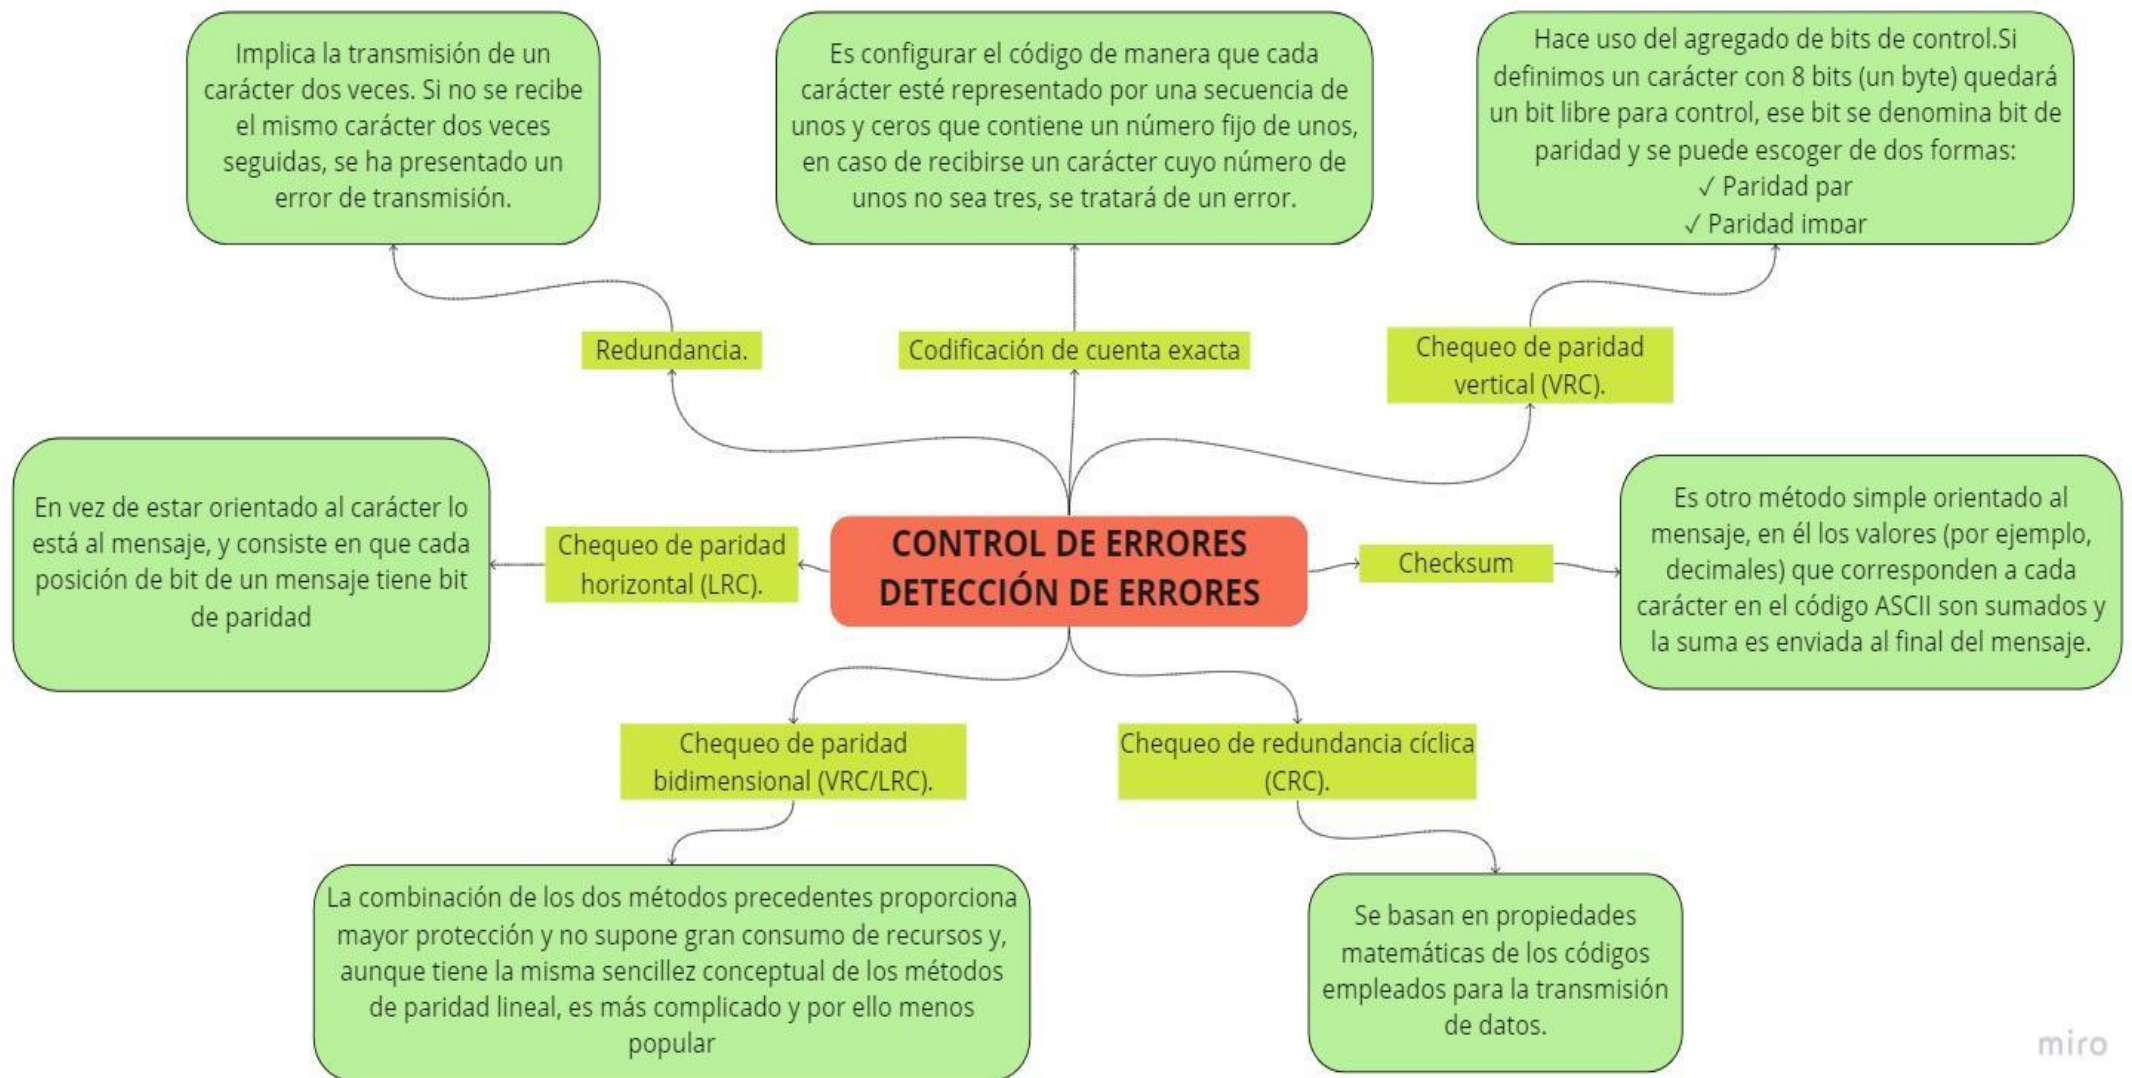 Implica la transmisión de un
carácter dos veces. Si no se recibe
el mismo carácter dos veces
seguidas, se ha presentado un
error de transmisión.
Es configurar el código de manera que cada
carácter esté representado por una secuencia de
unos y ceros que contiene un número fijo de unos,
en caso de recibirse un carácter cuyo número de
unos no sea tres, se tratará de un error.
Hace uso del agregado de bits de control.Si
definimos un carácter con 8 bits (un byte) quedará
un bit libre para control, ese bit se denomina bit de
paridad y se puede escoger de dos formas:
✓ Paridad par
✓ Paridad impar
Redundancia.
Codificación de cuenta exacta
Chequeo de paridad
vertical (VRC).
En vez de estar orientado al carácter lo
está al mensaje, y consiste en que cada
posición de bit de un mensaje tiene bit
de paridad
Chequeo de paridad
horizontal (LRC).
CONTROL DE ERRORES
DETECCIÓN DE ERRORES
Checksum
Es otro método simple orientado al
mensaje, en él los valores (por ejemplo,
decimales) que corresponden a cada
carácter en el código ASCII son sumados y
la suma es enviada al final del mensaje.
Chequeo de paridad
bidimensional (VRC/LRC).
Chequeo de redundancia cíclica
(CRC).
La combinación de los dos métodos precedentes proporciona
mayor protección y no supone gran consumo de recursos y,
aunque tiene la misma sencillez conceptual de los métodos
de paridad lineal, es más complicado y por ello menos
popular
Se basan en propiedades
matemáticas de los códigos
empleados para la transmisión
de datos.
miro